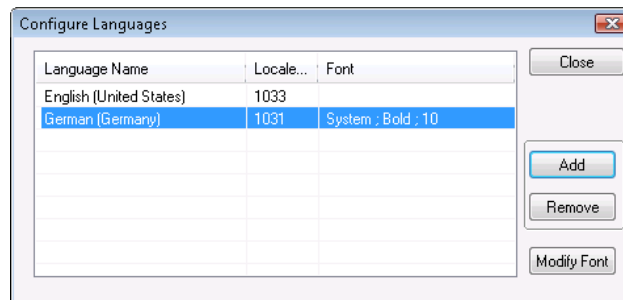 Configure Languages
Language Name Locale... Font
English (United States) 1033
German (Germany) 1031 System ; Bold ; 10
Close
Add
Remove
Modify Font